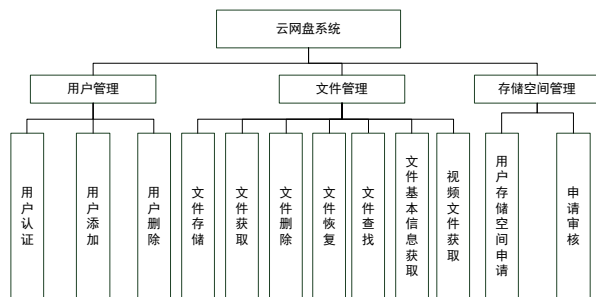 云网盘系统
用户管理
文件管理
存储空间管理
用户认证
用户添加
用户删除
文件存储
文件获取
文件删除
文件恢复
文件查找
文件基本信息获取
视频文件获取
用户存储空间申请
申请审核